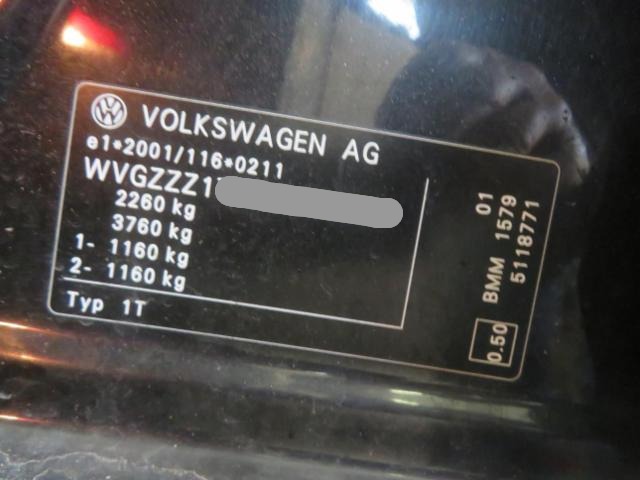 VOLKSWAGEN AG
e1*2001/116*0211
WVGZZZ1
2260 kg
3760 kg
1- 1160 kg
2- 1160 kg
Typ 1T
01
BMM 1579
5118771
0.50